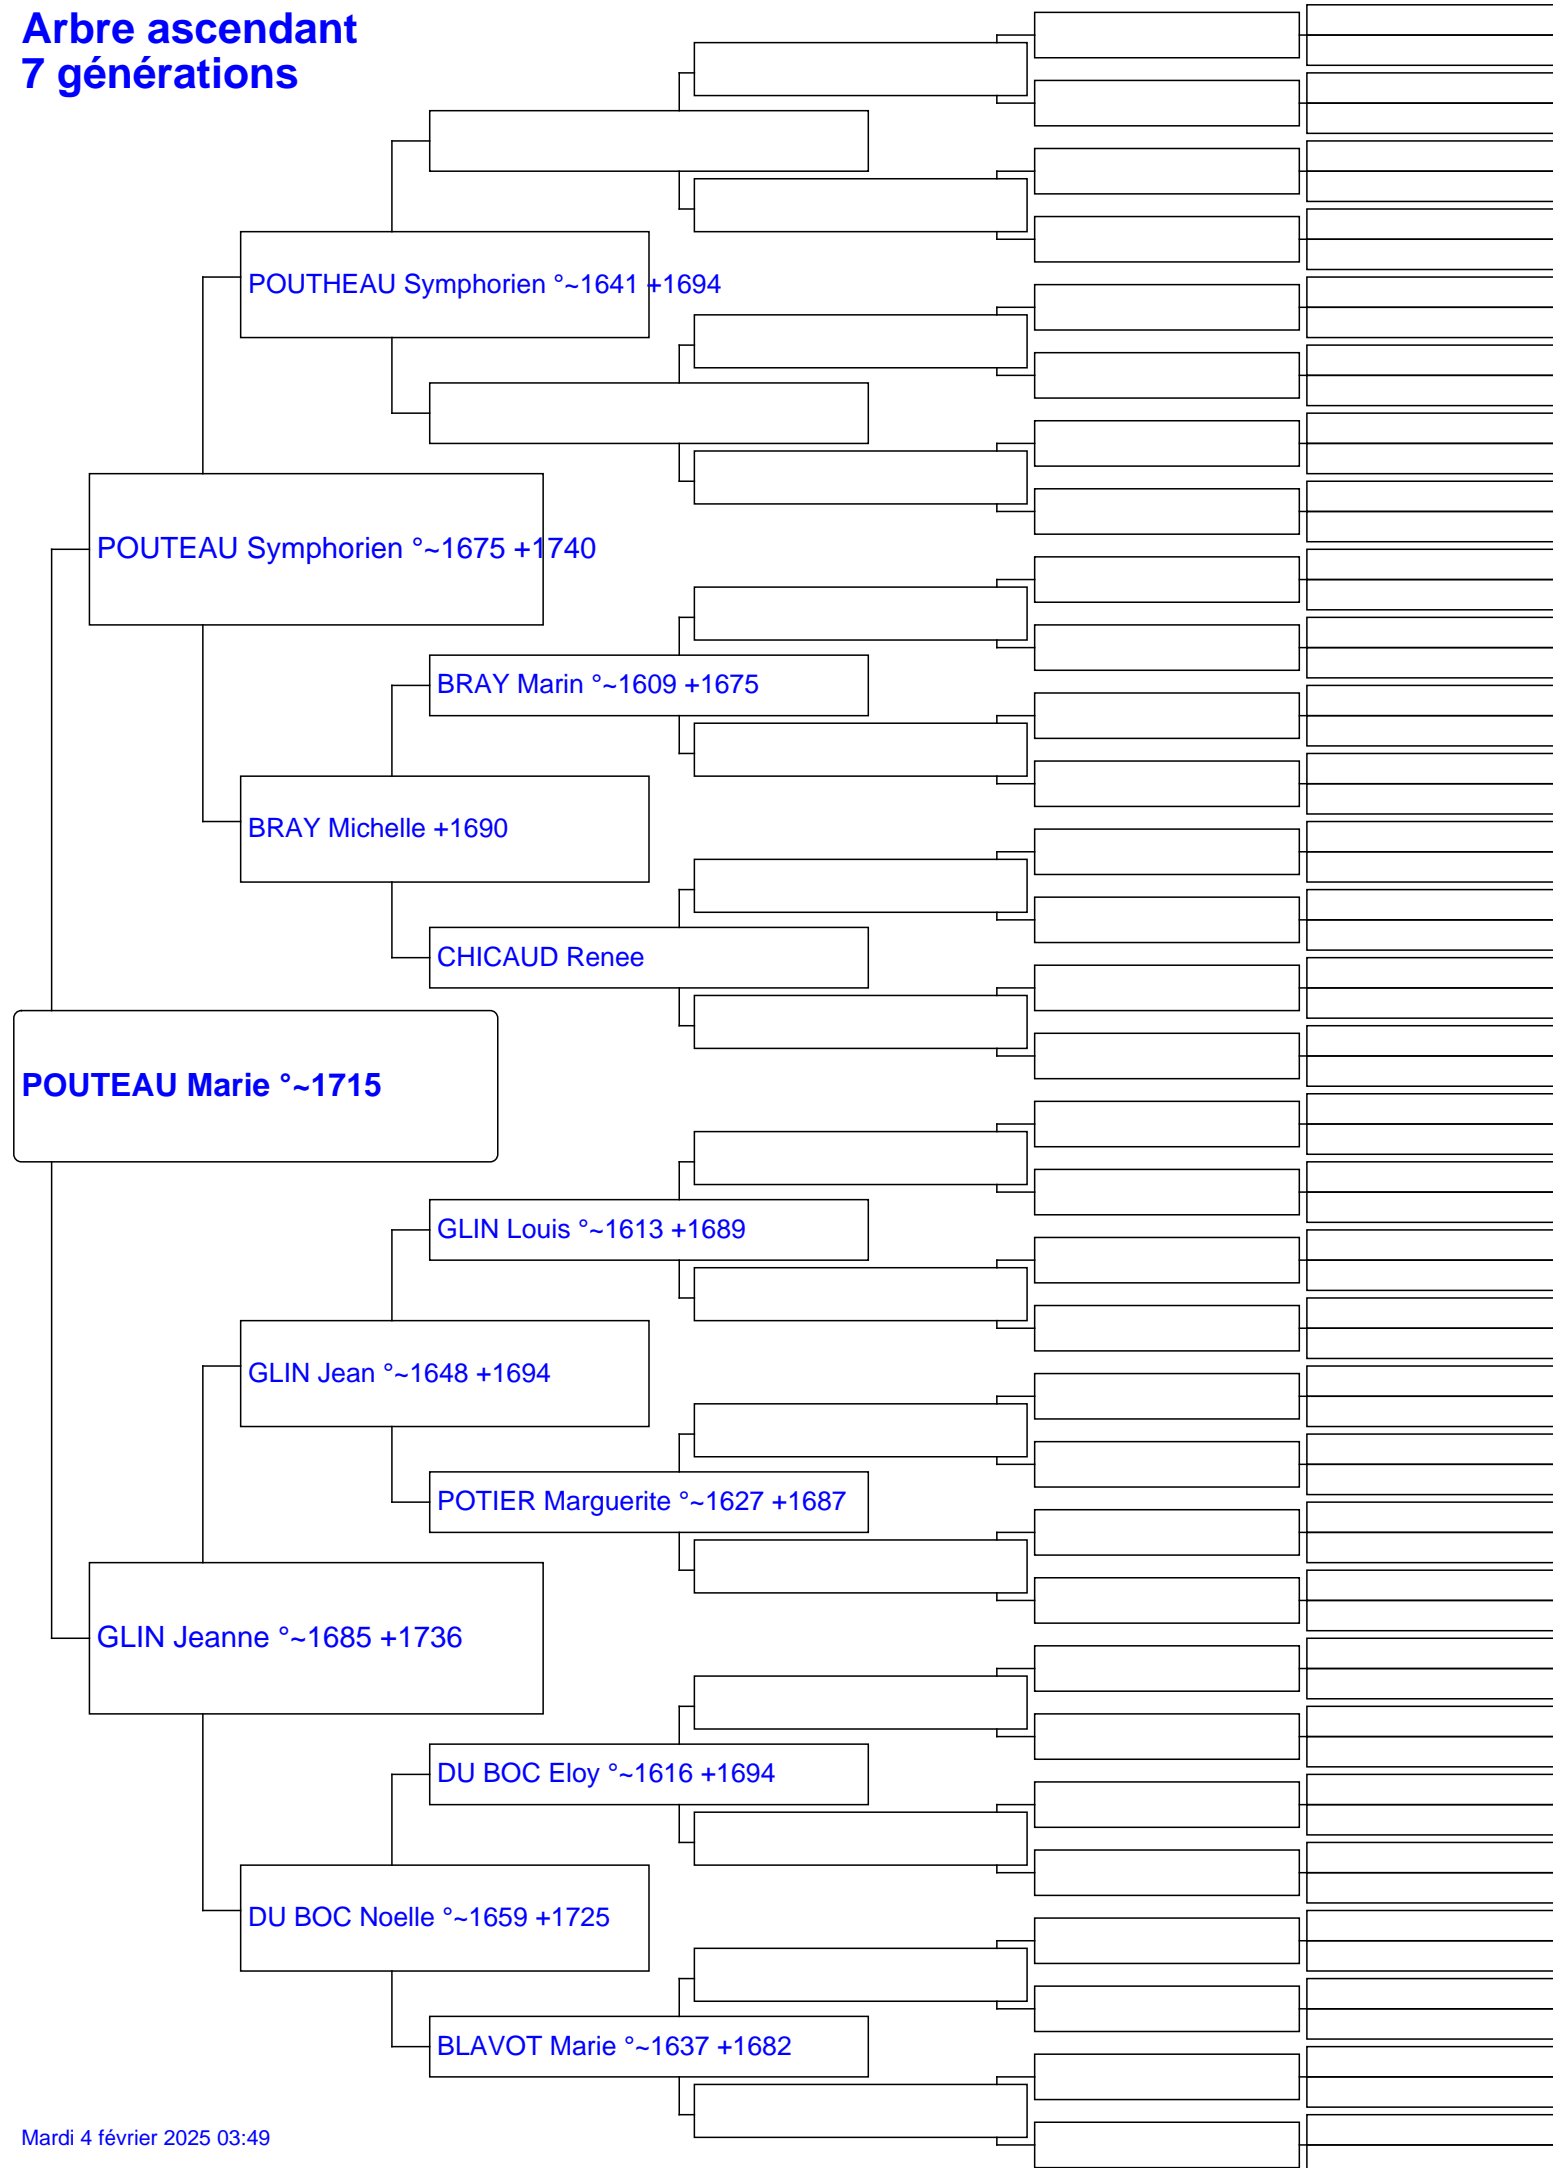 Arbre ascendant
7 générations
POUTHEAU Symphorien °~1641 +1694
POUTEAU Symphorien °~1675 +1740
BRAY Marin °~1609 +1675
BRAY Michelle +1690
CHICAUD Renee
POUTEAU Marie °~1715
GLIN Louis °~1613 +1689
GLIN Jean °~1648 +1694
POTIER Marguerite °~1627 +1687
GLIN Jeanne °~1685 +1736
DU BOC Eloy °~1616 +1694
DU BOC Noelle °~1659 +1725
BLAVOT Marie °~1637 +1682
Mardi 4 février 2025 03:49